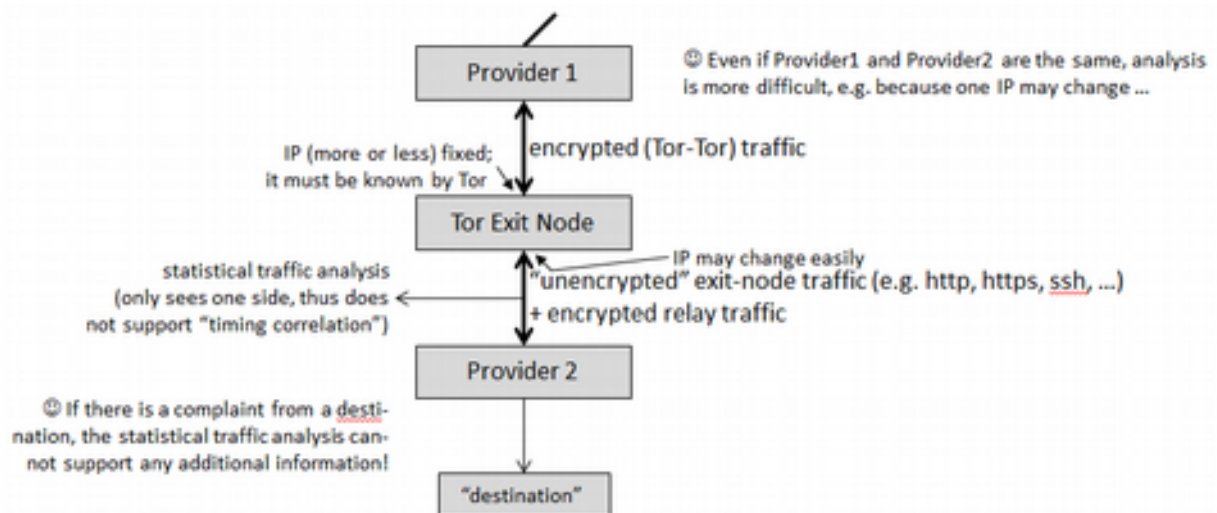 Provider 1
☺ Even if Provider1 and Provider2 are the same, analysis
is more difficult, e.g. because one IP may change ...
encrypted (Tor-Tor) traffic
IP (more or less) fixed;
it must be known by Tor
Tor Exit Node
IP may change easily
"unencrypted" exit-node traffic (e.g. http, https, ssh, ...)
+ encrypted relay traffic
statistical traffic analysis
(only sees one side, thus does
not support "timing correlation")
Provider 2
☺ If there is a complaint from a desti-
nation, the statistical traffic analysis can-
not support any additional information!
"destination"